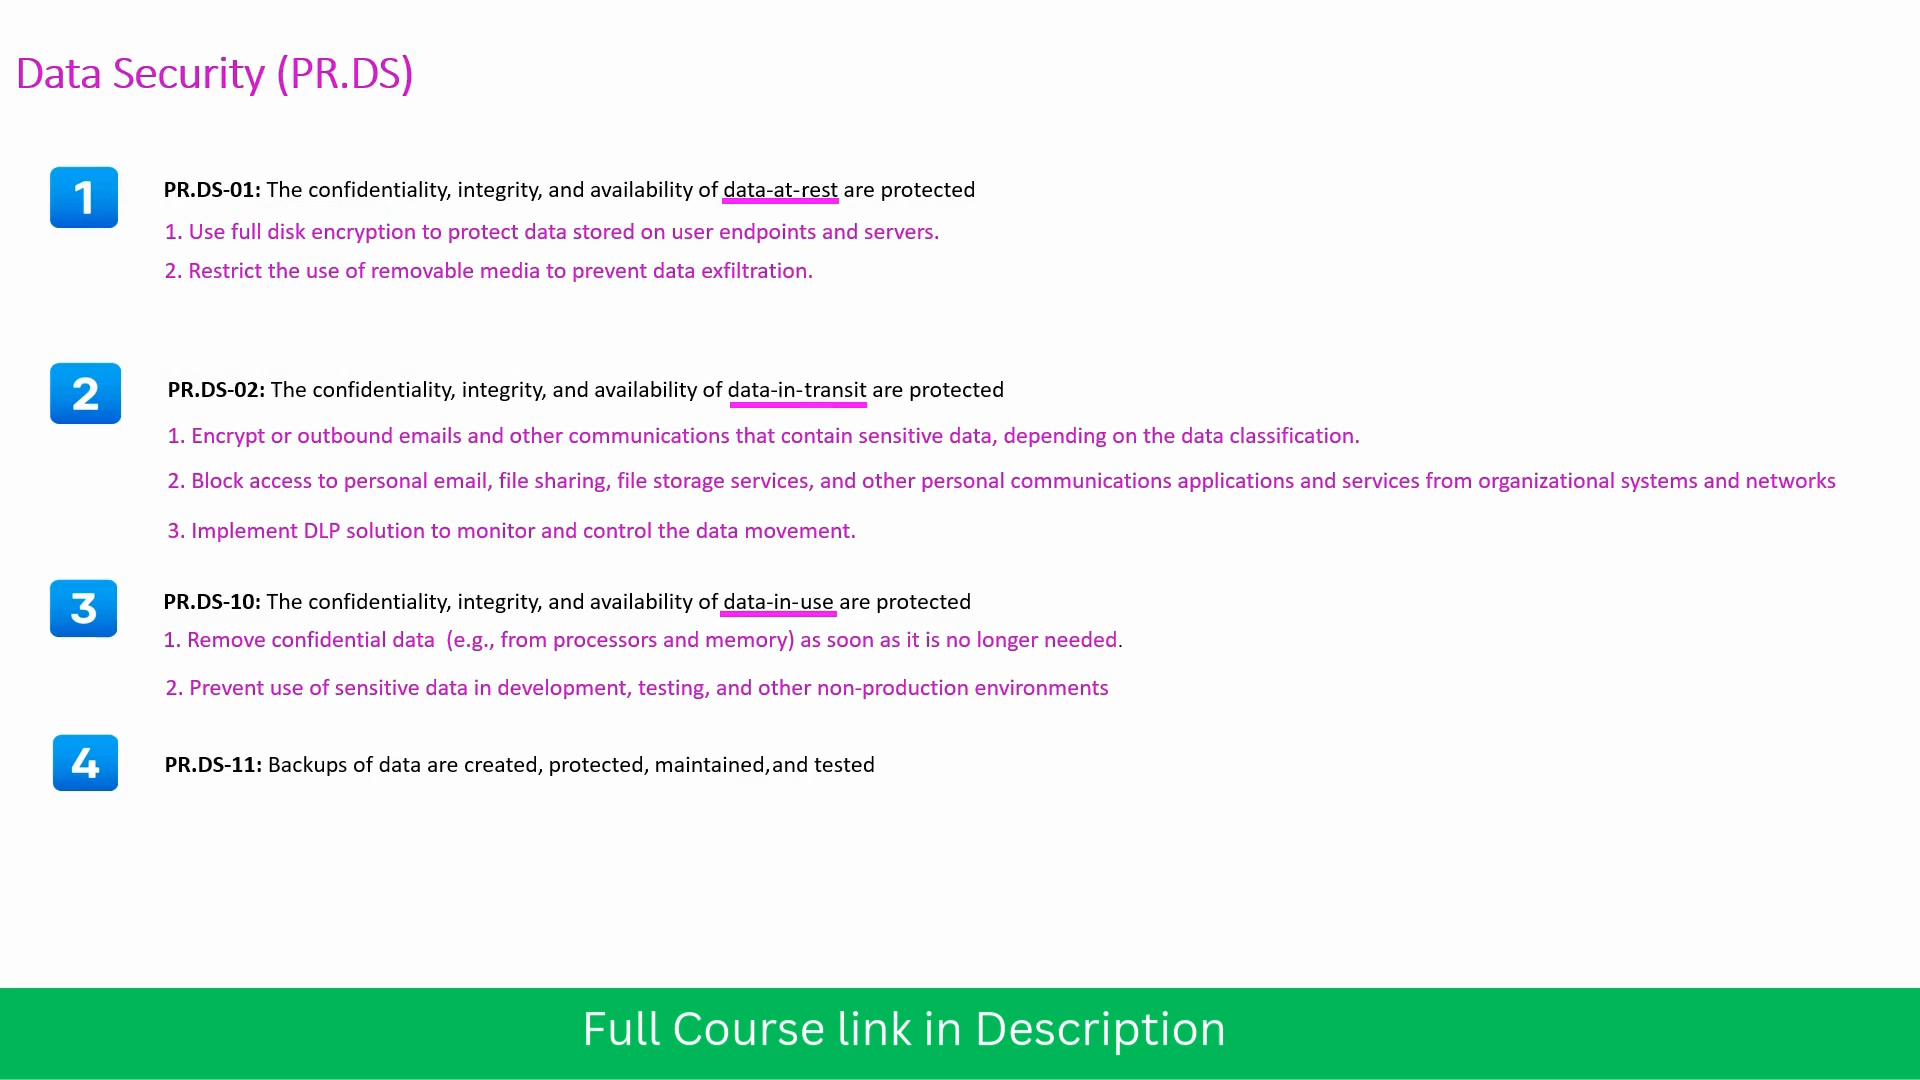 Data Security (PR.DS)
1
PR.DS-01: The confidentiality, integrity, and availability of data-at-rest are protected
1. Use full disk encryption to protect data stored on user endpoints and servers.
2. Restrict the use of removable media to prevent data exfiltration.
2
PR.DS-02: The confidentiality, integrity, and availability of data-in-transit are protected
1. Encrypt or outbound emails and other communications that contain sensitive data, depending on the data classification.
2. Block access to personal email, file sharing, file storage services, and other personal communications applications and services from organizational systems and networks
3. Implement DLP solution to monitor and control the data movement.
3
PR.DS-10: The confidentiality, integrity, and availability of data-in-use are protected
1. Remove confidential data (e.g., from processors and memory) as soon as it is no longer needed.
2. Prevent use of sensitive data in development, testing, and other non-production environments
4
PR.DS-11: Backups of data are created, protected, maintained, and tested
Full Course link in Description